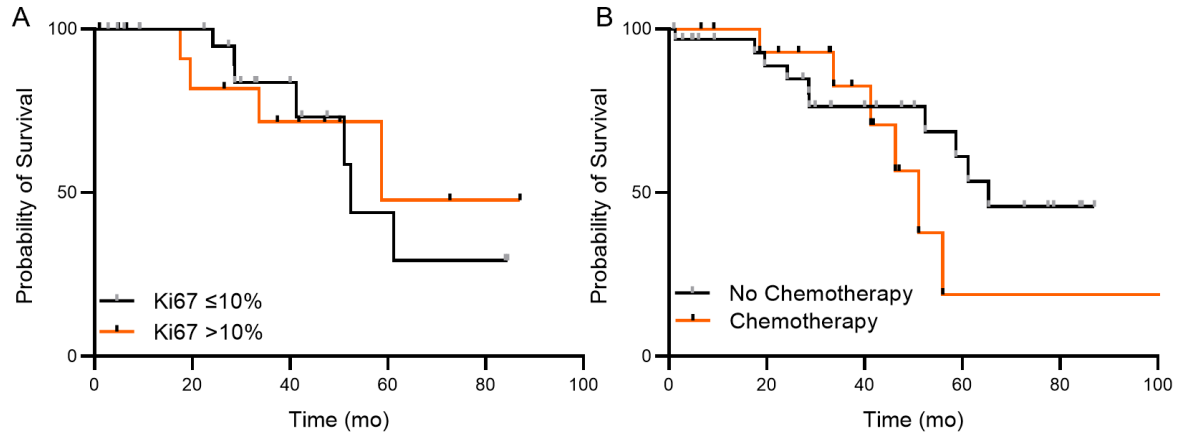 A
Probability of Survival
100
50
0
0 20 40 60 80 100
Time (mo)
Ki67 ≤10%
Ki67 >10%
B
Probability of Survival
100
50
0
0 20 40 60 80 100
Time (mo)
No Chemotherapy
Chemotherapy